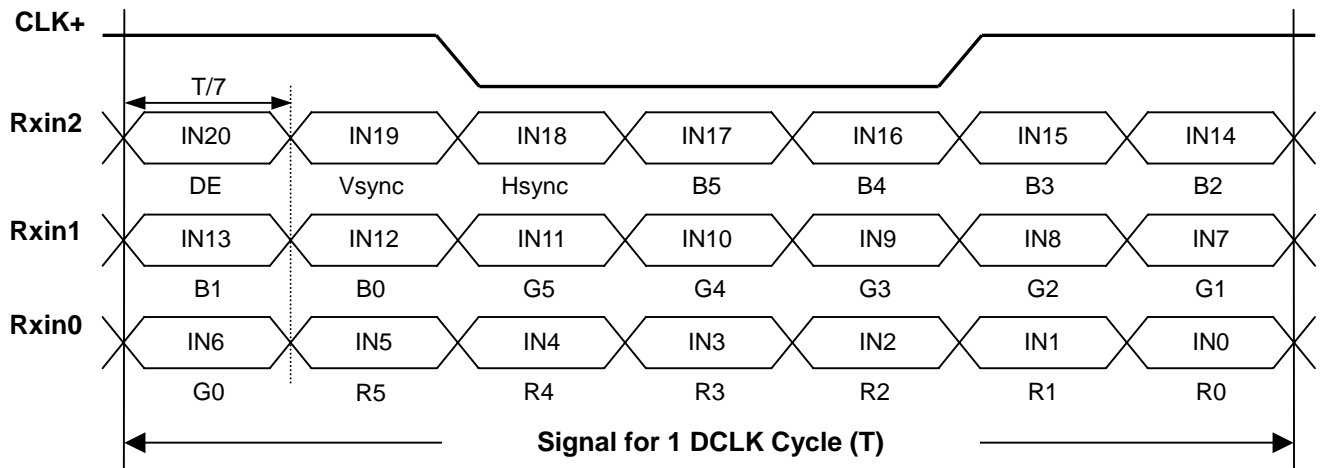 CLK+
T/7
Rxin2 IN20 IN19 IN18 IN17 IN16 IN15 IN14
DE Vsync Hsync B5 B4 B3 B2
Rxin1 IN13 IN12 IN11 IN10 IN9 IN8 IN7
B1 B0 G5 G4 G3 G2 G1
Rxin0 IN6 IN5 IN4 IN3 IN2 IN1 IN0
G0 R5 R4 R3 R2 R1 R0
Signal for 1 DCLK Cycle (T)